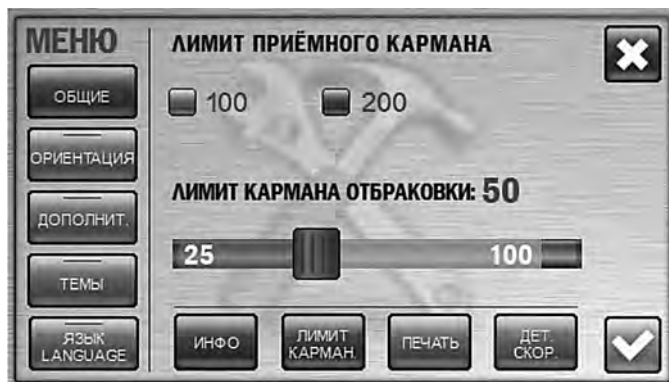 МЕНЮ
ЛИМИТ ПРИЁМНОГО КАРМАНА
ОБЩИЕ
100
200
ОРИЕНТАЦИЯ
ЛИМИТ КАРМАНА ОТБРАКОВКИ: 50
ДОПОЛНИТ.
25
100
ТЕМЫ
ЯЗЫК
LANGUAGE
ИНФО
ЛИМИТ
КАРМАН.
ПЕЧАТЬ
ДЕТ.
СКОР.